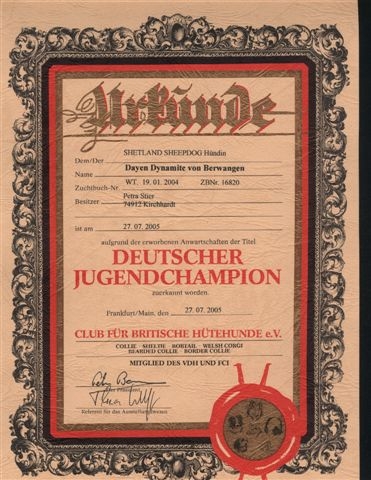 Urkunde
SHETLAND SHEEPDOG Hündin
Dem/Der
Dayen Dynamite von Berwangen
Name
WT. 19.01.2004 ZBNr. 16820
Zuchtbuch-Nr
Petra Stier
Besitzer
74912 Kirchhardt
ist am 27.07.2005
aufgrund der erworbenen Anwartschaften der Titel
DEUTSCHER
JUGENDCHAMPION
zuerkannt worden.
Frankfurt/Main, den 27.07.2005
CLUB FÜR BRITISCHE HÜTEHUNDE e.V.
COLLIE · SHELTIE · BOBTAIL · WELSH CORGI
BEARDED COLLIE · BORDER COLLIE
MITGLIED DES VDH UND FCI
Referent für das Ausstellungswesen